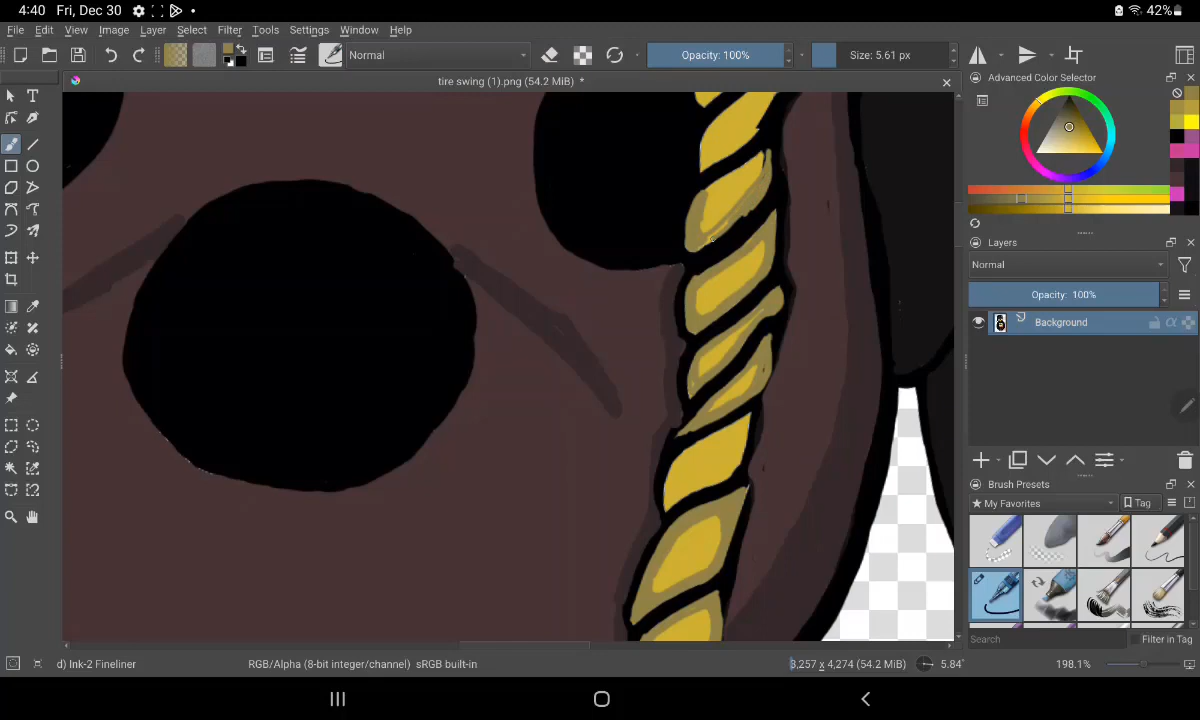 4:40 Fri, Dec 30 42%
File Edit View Image Layer Select Filter Tools Settings Window Help
Normal Opacity: 100% Size: 5.61 px
tire swing (1).png (54.2 MiB) *
Advanced Color Selector
Layers
Normal
Opacity: 100%
Background
Brush Presets
My Favorites Tag
Search Filter in Tag
d) Ink-2 Fineliner RGB/Alpha (8-bit integer/channel) sRGB built-in 3,257 x 4,274 (54.2 MiB) 5.84° 198.1%